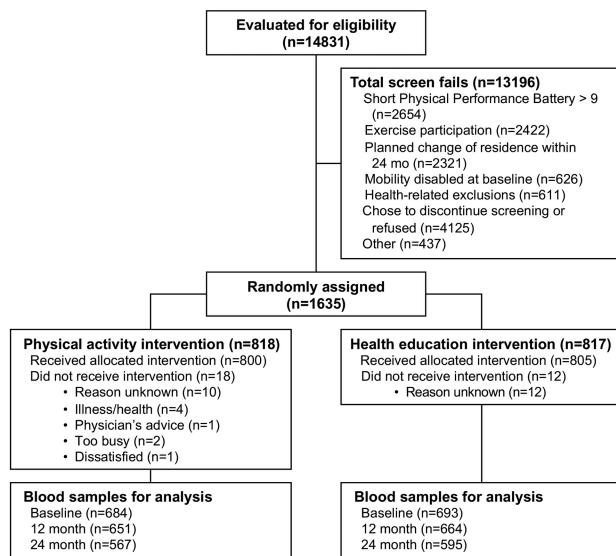 Evaluated for eligibility
(n=14831)
Total screen fails (n=13196)
Short Physical Performance Battery > 9
(n=2654)
Exercise participation (n=2422)
Planned change of residence within
24 mo (n=2321)
Mobility disabled at baseline (n=626)
Health-related exclusions (n=611)
Chose to discontinue screening or
refused (n=4125)
Other (n=437)
Randomly assigned
(n=1635)
Physical activity intervention (n=818)
Received allocated intervention (n=800)
Did not receive intervention (n=18)
• Reason unknown (n=10)
• Illness/health (n=4)
• Physician's advice (n=1)
• Too busy (n=2)
• Dissatisfied (n=1)
Health education intervention (n=817)
Received allocated intervention (n=805)
Did not receive intervention (n=12)
• Reason unknown (n=12)
Blood samples for analysis
Baseline (n=684)
12 month (n=651)
24 month (n=567)
Blood samples for analysis
Baseline (n=693)
12 month (n=664)
24 month (n=595)